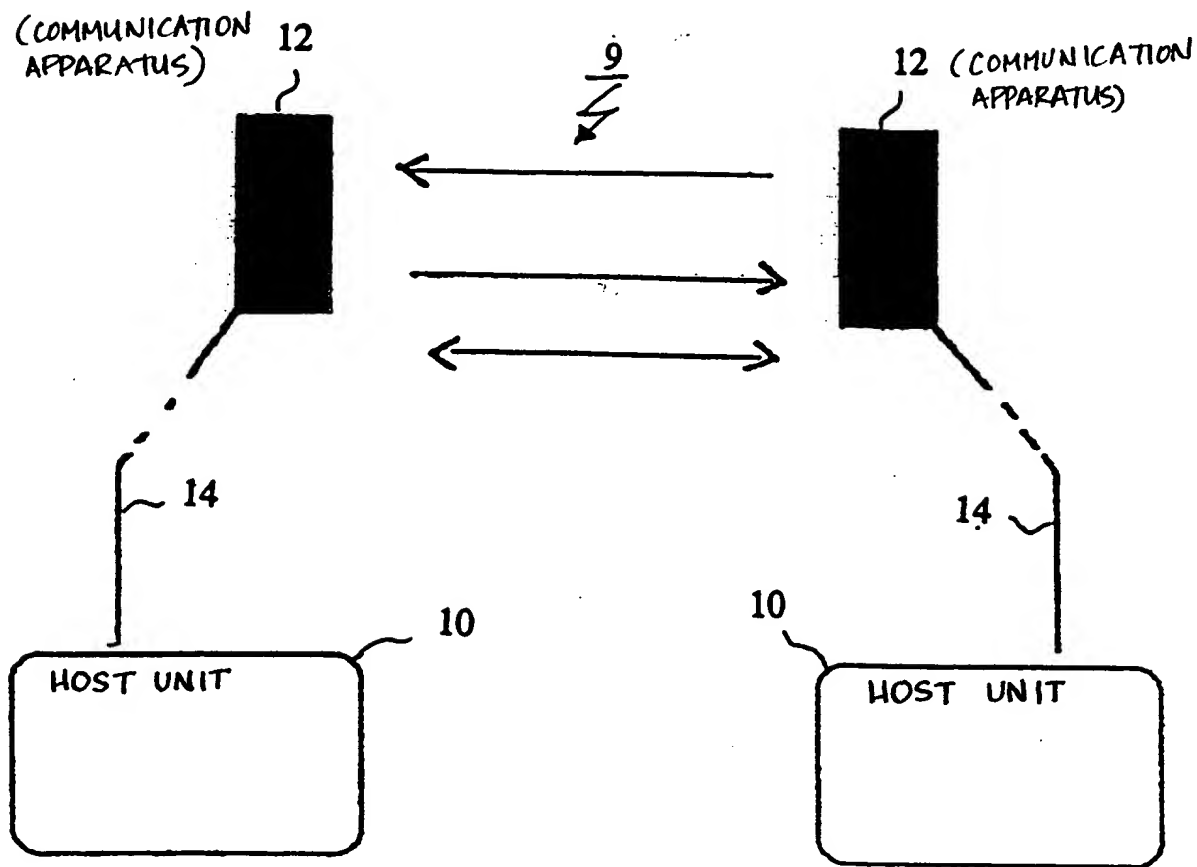 (COMMUNICATION
APPARATUS)
12
9
12 (COMMUNICATION
APPARATUS)
14
14
10
10
HOST UNIT
HOST UNIT